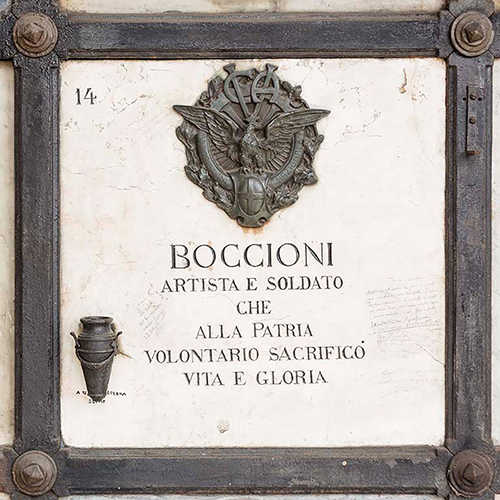 14
BOCCIONI
ARTISTA E SOLDATO
CHE
ALLA PATRIA
VOLONTARIO SACRIFICÒ
VITA E GLORIA